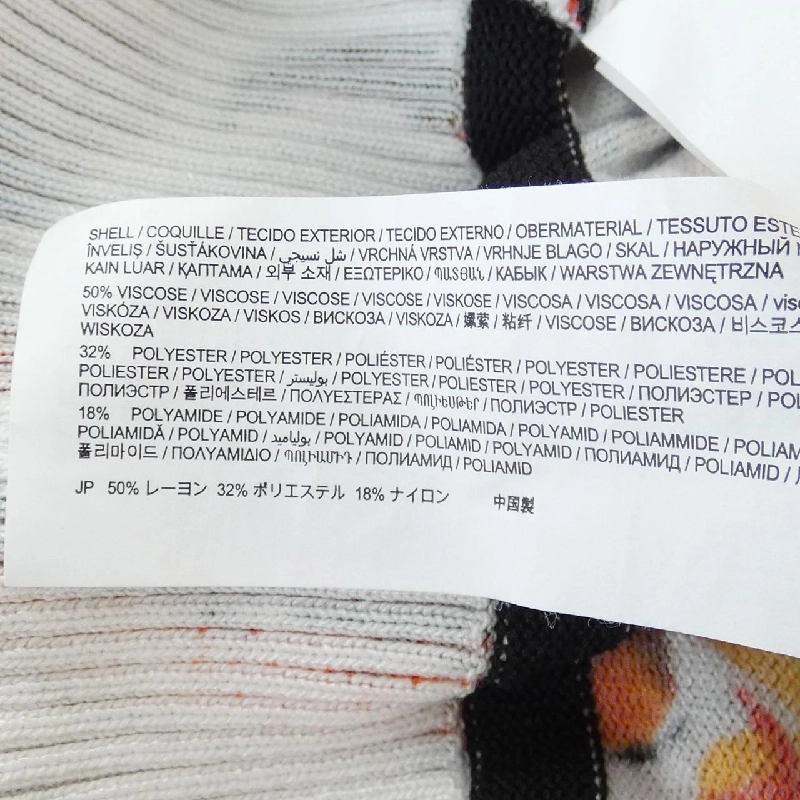 SHELL / COQUILLE / TECIDO EXTERIOR / TECIDO EXTERNO / OBERMATERIAL / TESSUTO ESTE
ÎNVELIŞ / ŠUSŤÁKOVINA / شل نسيجي / VRCHNÁ VRSTVA / VRHNJE BLAGO / SKAL / НАРУЖНЫЙ
KAIN LUAR / ҚАПТАМА / 외부 소재 / ΕΞΩΤΕΡΙΚΟ / ՊԱՏՅԱՆ / КАБЫК / WARSTWA ZEWNĘTRZNA
50% VISCOSE / VISCOSE / VISCOSE / VISCOSE / VISKOSE / VISCOSA / VISCOSA / VISCOSA / visc
VISKÓZA / VISKOZA / VISKOS / ВИСКОЗА / VISKOZA / 嫘縈 / 粘纤 / VISCOSE / ВИСКОЗА / 비스코스
WISKOZA
32% POLYESTER / POLYESTER / POLIÉSTER / POLIÉSTER / POLYESTER / POLIESTERE / POL
POLIESTER / POLYESTER / بوليستر / POLYESTER / POLIESTER / POLYESTER / ПОЛИЭСТЕР / POL
ПОЛИЭСТР / 폴리에스테르 / ΠΟΛΥΕΣΤΕΡΑΣ / ՊՈԼԻԵՍԹԵՐ / ПОЛИЭСТР / POLIESTER
18% POLYAMIDE / POLYAMIDE / POLIAMIDA / POLIAMIDA / POLYAMID / POLIAMMIDE / POLIAM
POLIAMIDĂ / POLYAMID / بولياميد / POLYAMID / POLIAMID / POLYAMID / ПОЛИАМИД / POLIAMID /
폴리마이드 / ΠΟΛΥΑΜΙΔΙΟ / ՊՈԼԻԱՄԻԴ / ПОЛИАМИД / POLIAMID
JP 50% レーヨン 32% ポリエステル 18% ナイロン 中国製